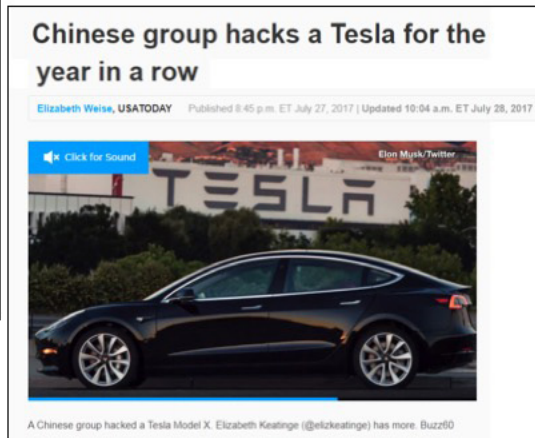 Chinese group hacks a Tesla for the
year in a row
Elizabeth Weise, USATODAY Published 8:45 p.m. ET July 27, 2017 | Updated 10:04 a.m. ET July 28, 2017
Click for Sound
Elon Musk/Twitter
TESLA
A Chinese group hacked a Tesla Model X. Elizabeth Keatinge (@elizkeatinge) has more. Buzz60